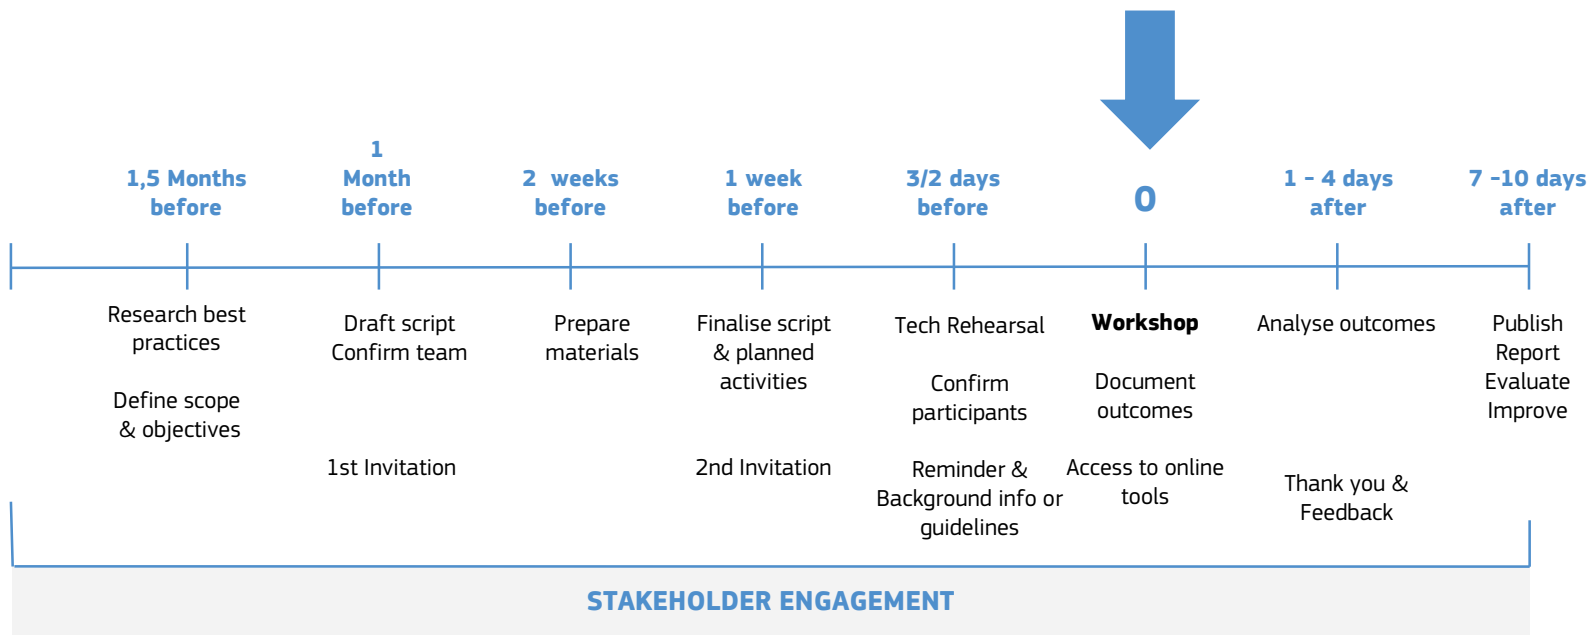 1,5 Months
before
1
Month
before
2  weeks
before
1 week
before
3/2 days
before
0
1 - 4 days
after
7 -10 days
after
Research best
practices
Define scope
& objectives
Draft script
Confirm team
1st Invitation
Prepare
materials
Finalise script
& planned
activities
2nd Invitation
Tech Rehearsal
Confirm
participants
Reminder &
Background info or
guidelines
Workshop
Document
outcomes
Access to online
tools
Analyse outcomes
Thank you &
Feedback
Publish
Report
Evaluate
Improve
STAKEHOLDER ENGAGEMENT